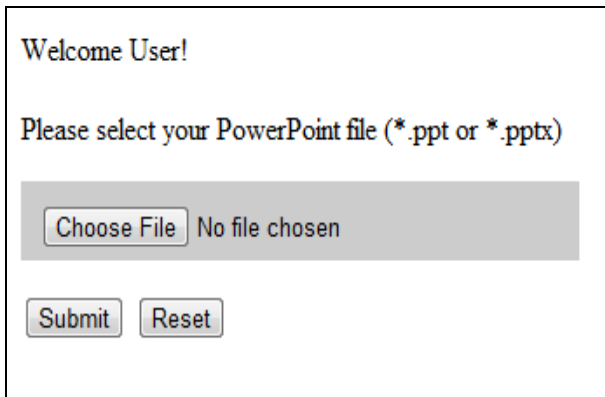 Welcome User!
Please select your PowerPoint file (*.ppt or *.pptx)
Choose File No file chosen
Submit Reset